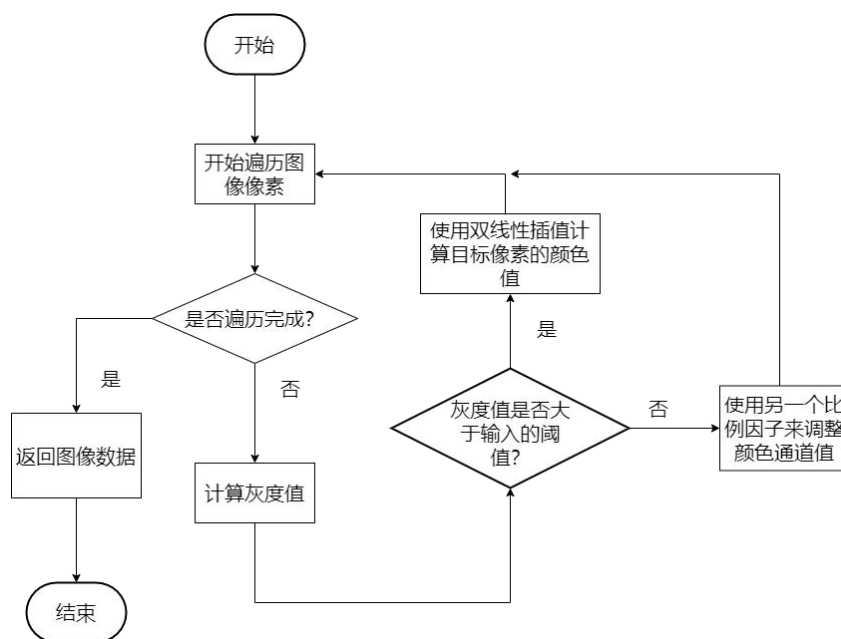 开始
开始遍历图
像像素
使用双线性插值计
算目标像素的颜色
值
是否遍历完成?
是
是
否
灰度值是否大
于输入的阈
值?
否
使用另一个比
例因子来调整
颜色通道值
返回图像数据
计算灰度值
结束